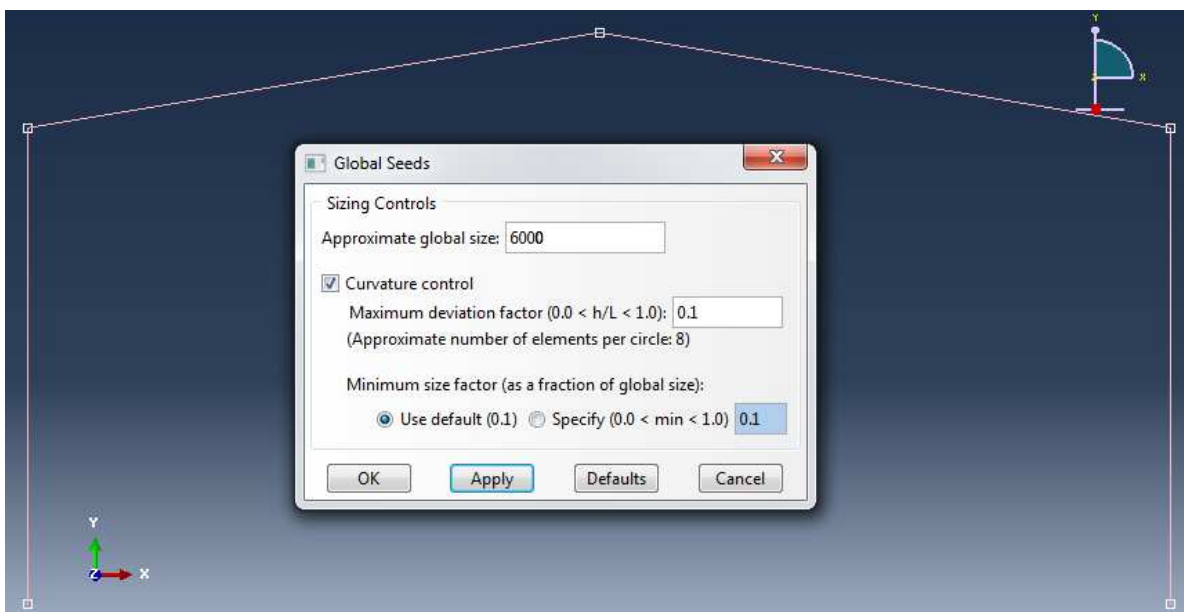 Y
X
Z
Global Seeds
Sizing Controls
Approximate global size: 6000
Curvature control
Maximum deviation factor (0.0 < h/L < 1.0): 0.1
(Approximate number of elements per circle: 8)
Minimum size factor (as a fraction of global size):
Use default (0.1) Specify (0.0 < min < 1.0) 0.1
OK Apply Defaults Cancel
Y
Z X